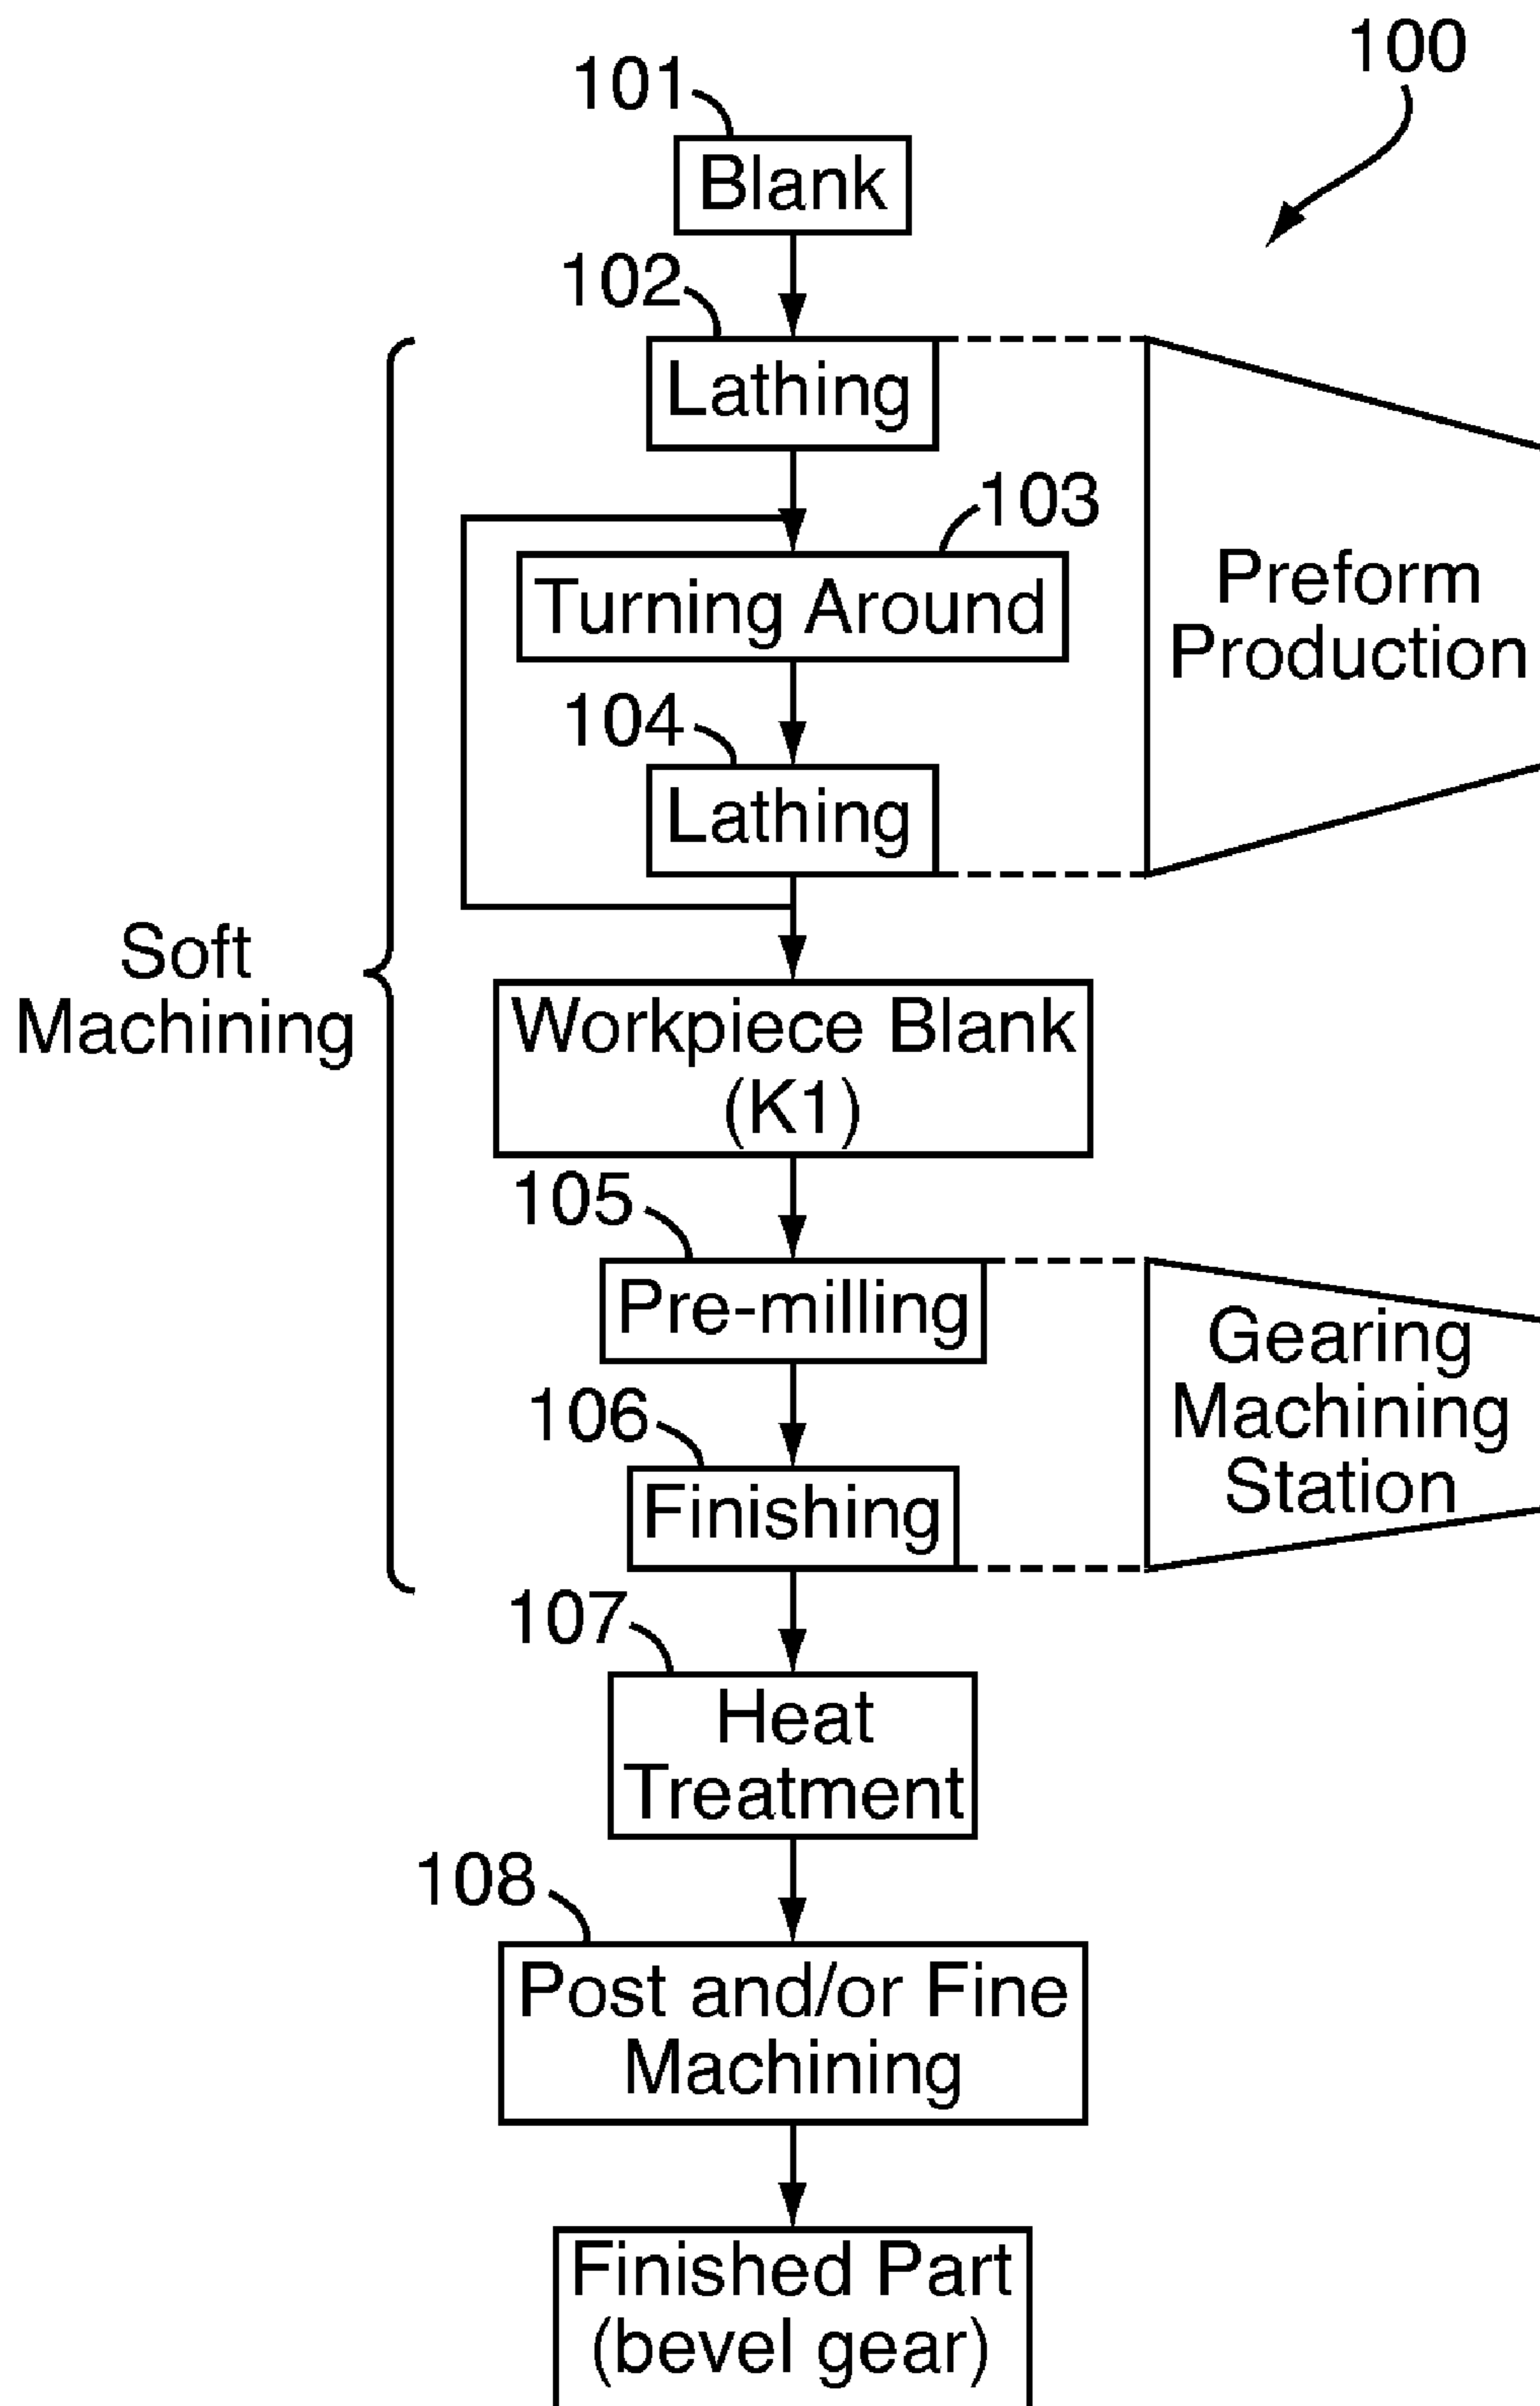 100
101
Blank
102
Lathing
103
Turning Around
Preform
Production
104
Lathing
Soft
Machining
Workpiece Blank
(K1)
105
Pre-milling
Gearing
Machining
Station
106
Finishing
107
Heat
Treatment
108
Post and/or Fine
Machining
Finished Part
(bevel gear)